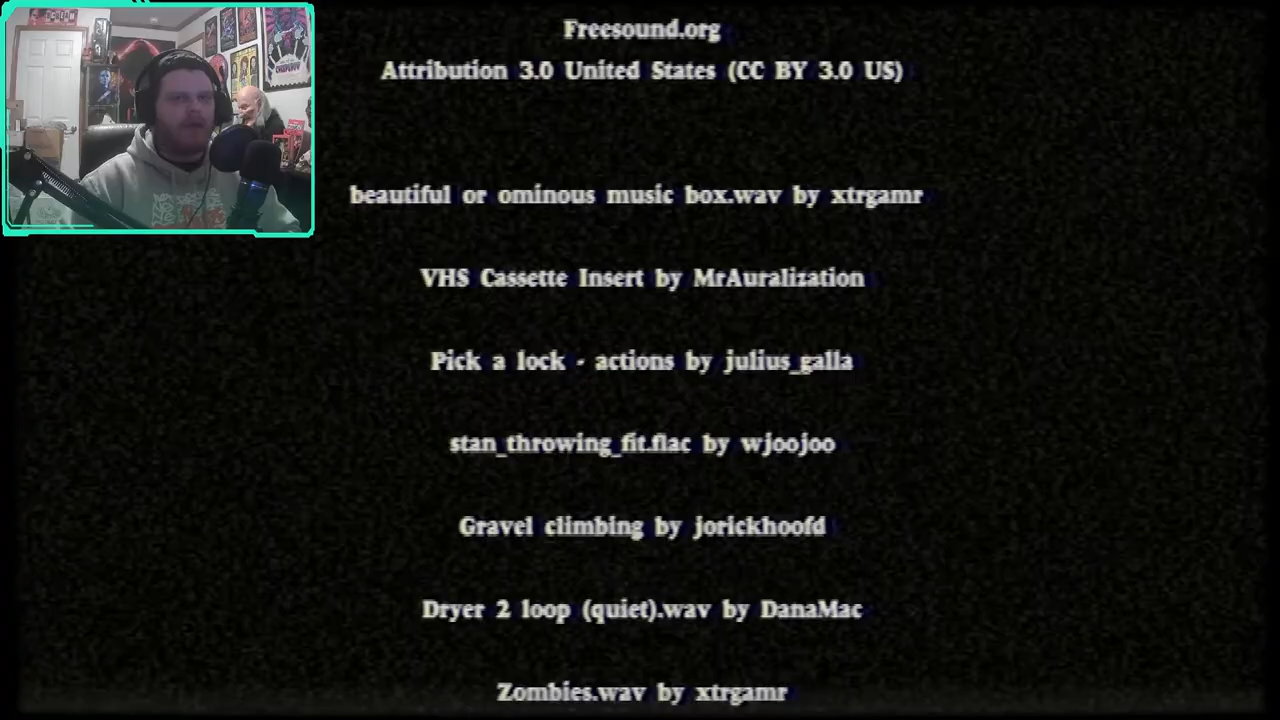 Freesound.org
Attribution 3.0 United States (CC BY 3.0 US)
beautiful or ominous music box.wav by xtrgamr
VHS Cassette Insert by MrAuralization
Pick a lock - actions by julius_galla
stan_throwing_fit.flac by wjoojoo
Gravel climbing by jorickhoofd
Dryer 2 loop (quiet).wav by DanaMac
Zombies.wav by xtrgamr